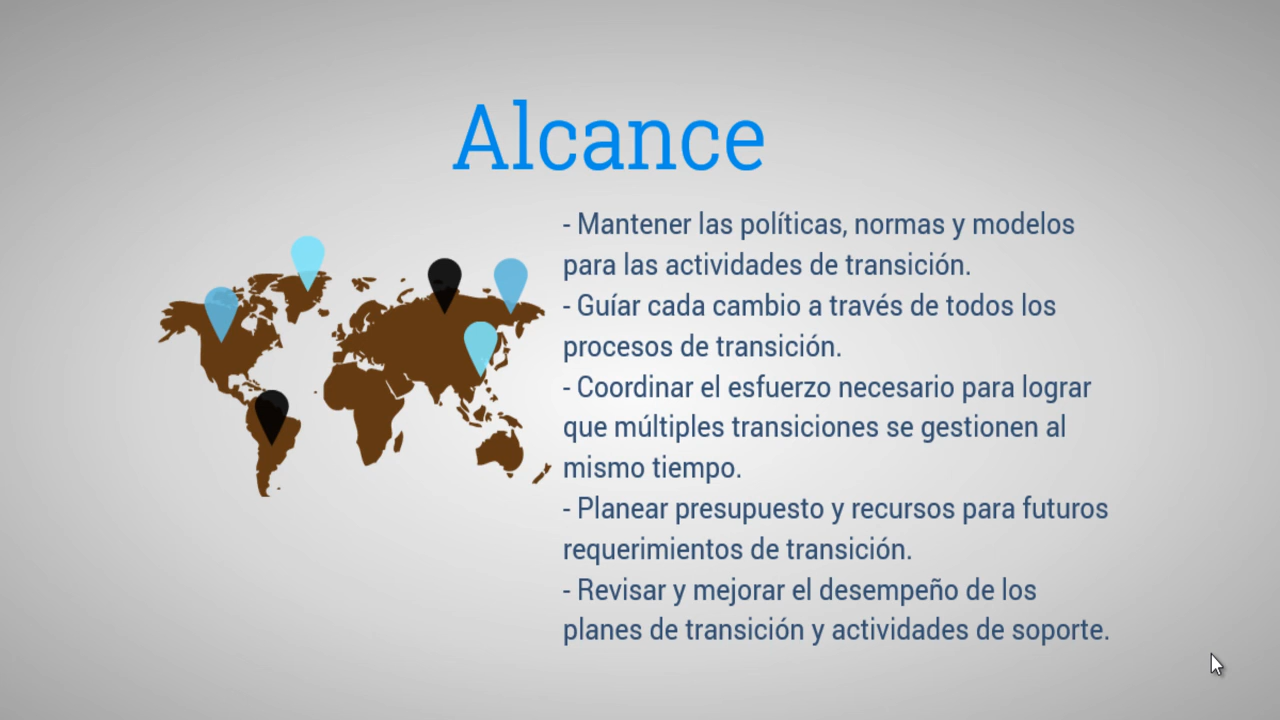 Alcance
- Mantener las políticas, normas y modelos
para las actividades de transición.
- Guíar cada cambio a través de todos los
procesos de transición.
- Coordinar el esfuerzo necesario para lograr
que múltiples transiciones se gestionen al
mismo tiempo.
- Planear presupuesto y recursos para futuros
requerimientos de transición.
- Revisar y mejorar el desempeño de los
planes de transición y actividades de soporte.